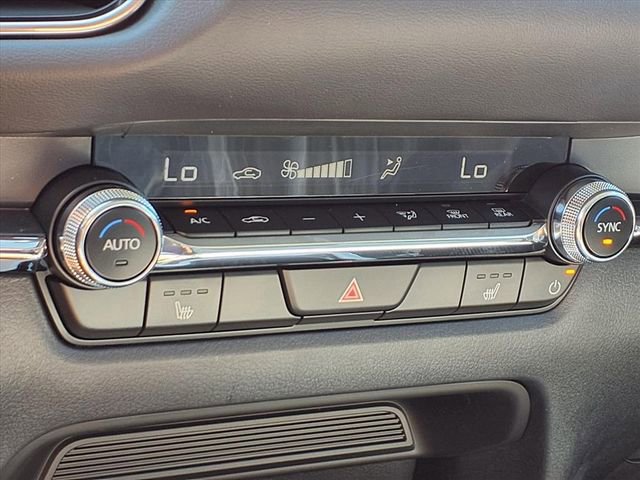 Lo Lo
A/C - + FRONT REAR
AUTO SYNC